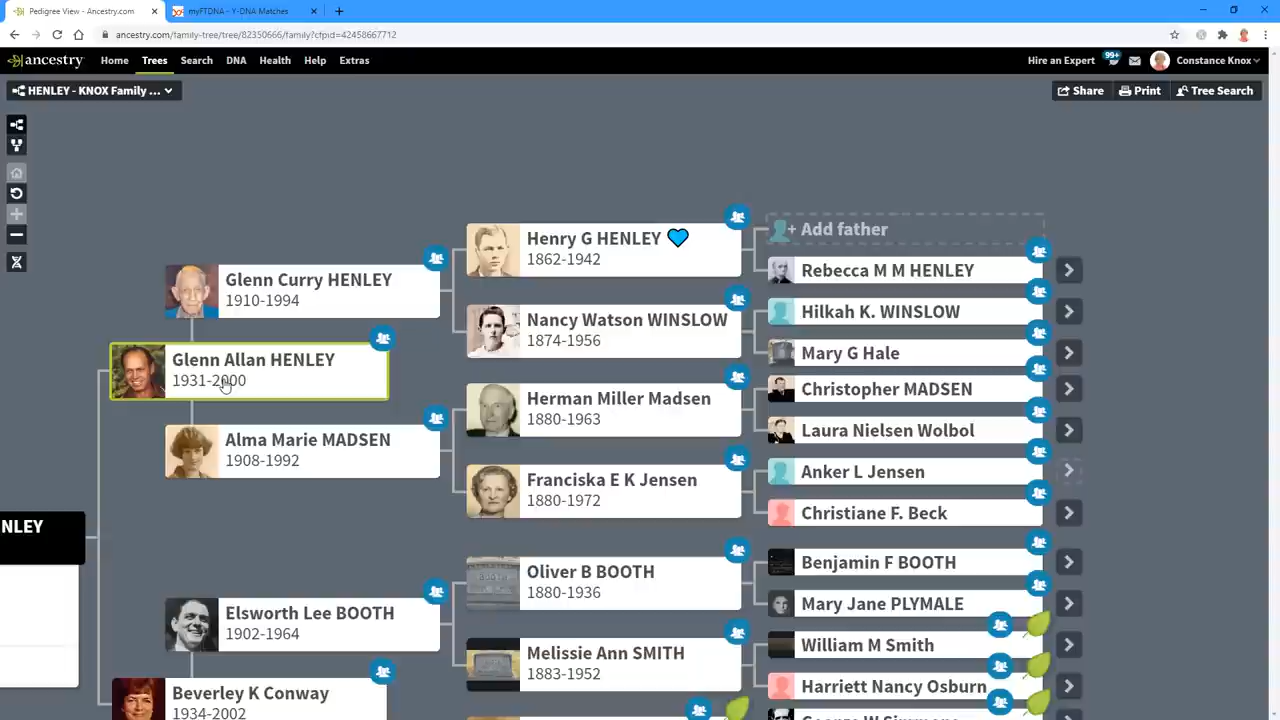 Pedigree View - Ancestry.com
myFTDNA - Y-DNA Matches
ancestry.com/family-tree/tree/82350666/family?cfpid=42458667712
ancestry Home Trees Search DNA Health Help Extras Hire an Expert 99+ Constance Knox
HENLEY - KNOX Family ... Share Print Tree Search
Henry G HENLEY
1862-1942
Add father
Rebecca M M HENLEY
Glenn Curry HENLEY
1910-1994
Nancy Watson WINSLOW
1874-1956
Hilkah K. WINSLOW
Mary G Hale
Glenn Allan HENLEY
1931-2000
Herman Miller Madsen
1880-1963
Christopher MADSEN
Laura Nielsen Wolbol
Alma Marie MADSEN
1908-1992
Franciska E K Jensen
1880-1972
Anker L Jensen
Christiane F. Beck
NLEY
Oliver B BOOTH
1880-1936
Benjamin F BOOTH
Mary Jane PLYMALE
Elsworth Lee BOOTH
1902-1964
Melissie Ann SMITH
1883-1952
William M Smith
Harriett Nancy Osburn
Beverley K Conway
1934-2002